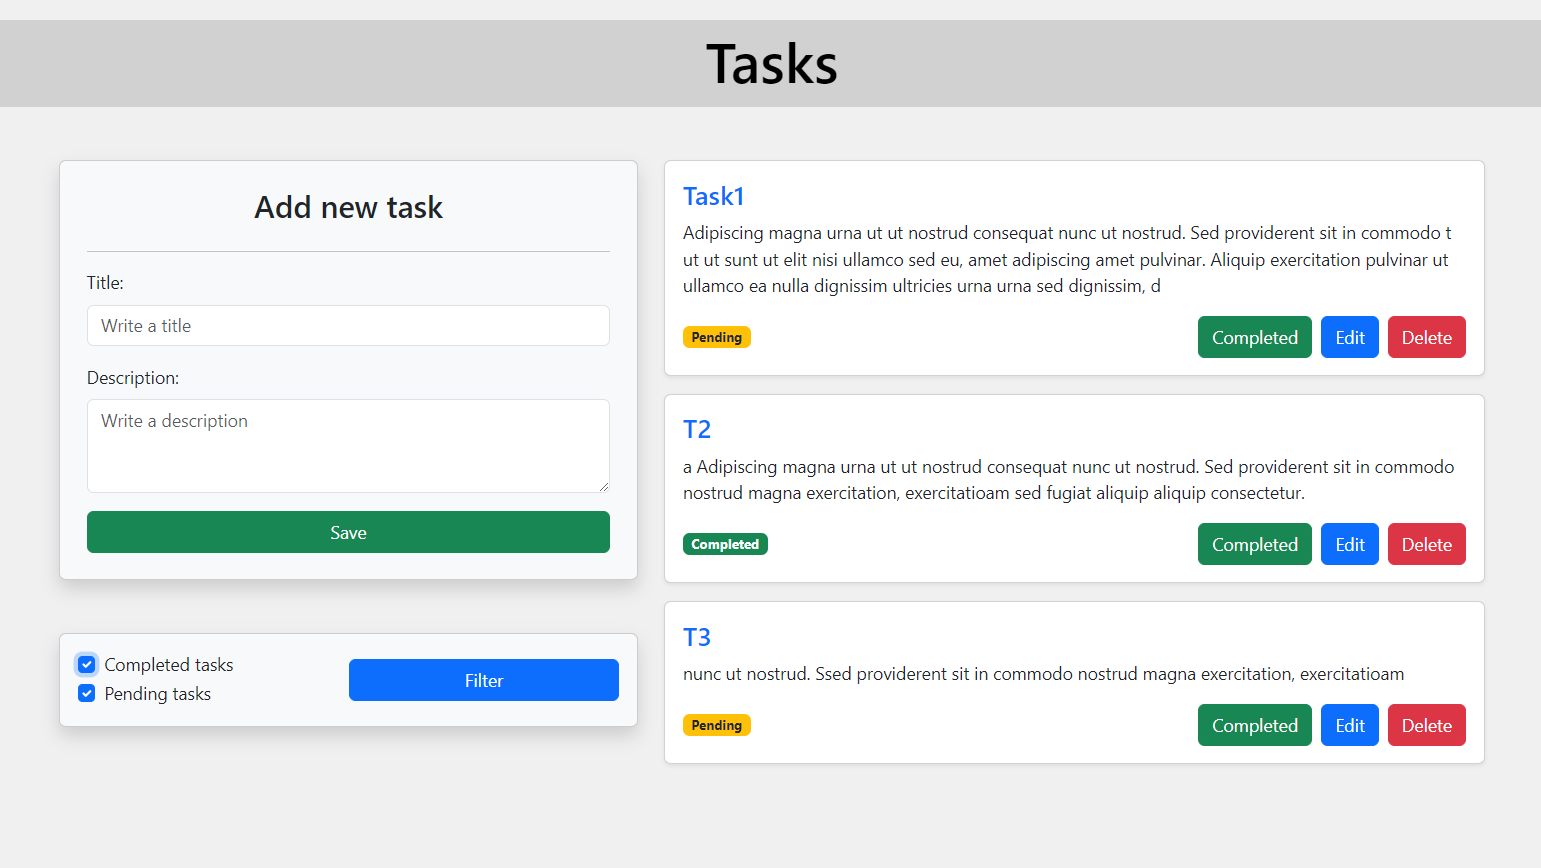 Tasks
Add new task
Title:
Write a title
Description:
Write a description
Save
Completed tasks
Pending tasks
Filter
Task1
Adipiscing magna urna ut ut nostrud consequat nunc ut nostrud. Sed providerent sit in commodo t
ut ut sunt ut elit nisi ullamco sed eu, amet adipiscing amet pulvinar. Aliquip exercitation pulvinar ut
ullamco ea nulla dignissim ultricies urna urna sed dignissim, d
Pending
Completed Edit Delete
T2
a Adipiscing magna urna ut ut nostrud consequat nunc ut nostrud. Sed providerent sit in commodo
nostrud magna exercitation, exercitatioam sed fugiat aliquip aliquip consectetur.
Completed
Completed Edit Delete
T3
nunc ut nostrud. Ssed providerent sit in commodo nostrud magna exercitation, exercitatioam
Pending
Completed Edit Delete